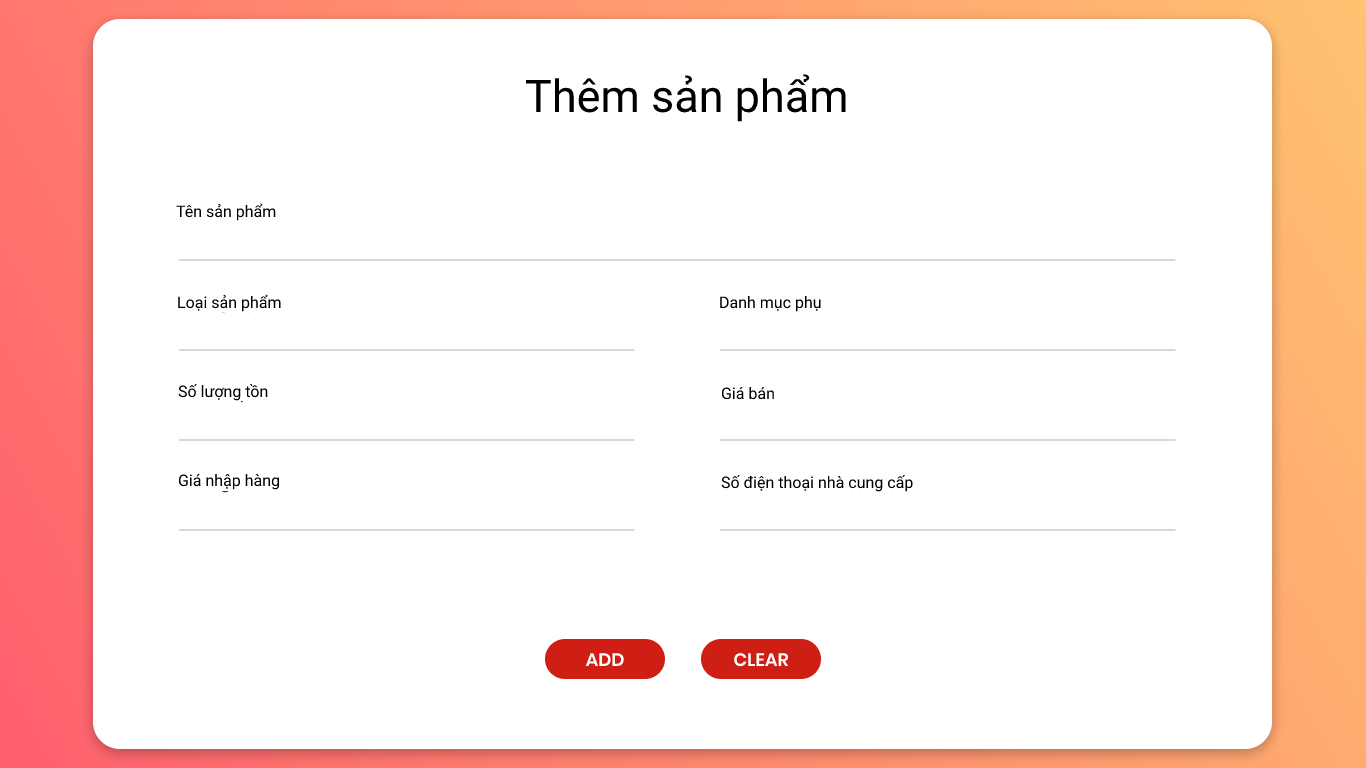 Thêm sản phẩm
Tên sản phẩm
Loại sản phẩm
Danh mục phụ
Số lượng tồn
Giá bán
Giá nhập hàng
Số điện thoại nhà cung cấp
ADD
CLEAR